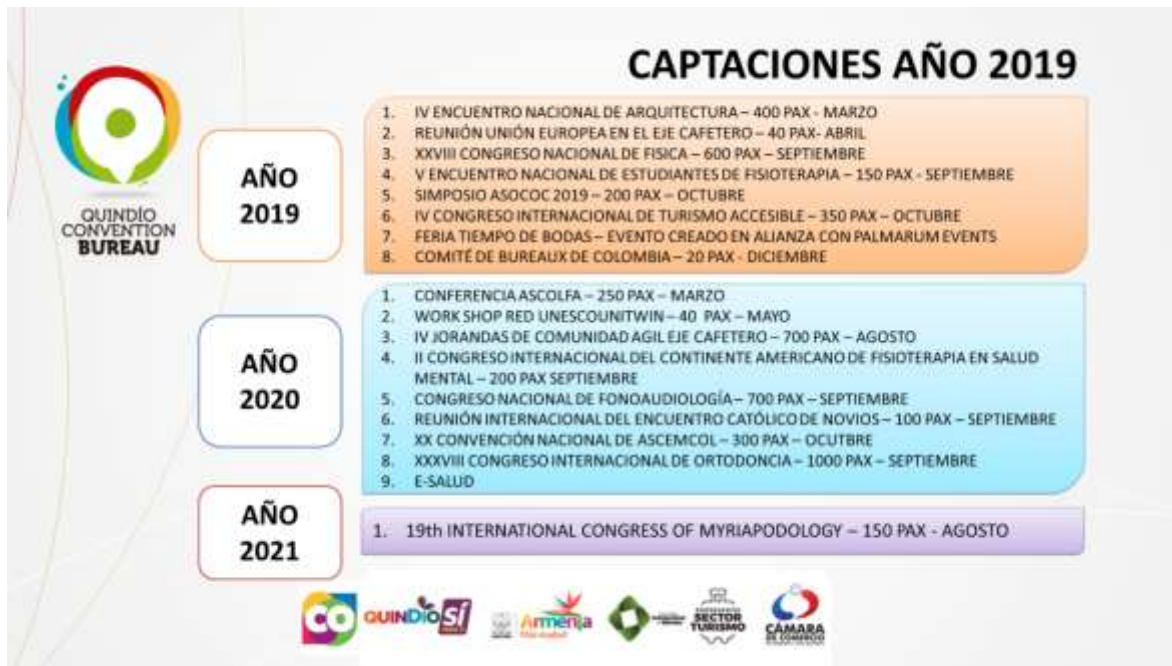 CAPTACIONES AÑO 2019
QUINDÍO
CONVENTION
BUREAU
AÑO
2019
1. IV ENCUENTRO NACIONAL DE ARQUITECTURA – 400 PAX - MARZO
2. REUNIÓN UNIÓN EUROPEA EN EL EJE CAFETERO – 40 PAX- ABRIL
3. XXVIII CONGRESO NACIONAL DE FISICA – 600 PAX – SEPTIEMBRE
4. V ENCUENTRO NACIONAL DE ESTUDIANTES DE FISIOTERAPIA – 150 PAX - SEPTIEMBRE
5. SIMPOSIO ASOCOC 2019 – 200 PAX – OCTUBRE
6. IV CONGRESO INTERNACIONAL DE TURISMO ACCESIBLE – 350 PAX – OCTUBRE
7. FERIA TIEMPO DE BODAS – EVENTO CREADO EN ALIANZA CON PALMARUM EVENTS
8. COMITÉ DE BUREAUX DE COLOMBIA – 20 PAX - DICIEMBRE
AÑO
2020
1. CONFERENCIA ASCOLFA – 250 PAX – MARZO
2. WORK SHOP RED UNESCOUNITWIN – 40 PAX – MAYO
3. IV JORANDAS DE COMUNIDAD AGIL EJE CAFETERO – 700 PAX – AGOSTO
4. II CONGRESO INTERNACIONAL DEL CONTINENTE AMERICANO DE FISIOTERAPIA EN SALUD
MENTAL – 200 PAX SEPTIEMBRE
5. CONGRESO NACIONAL DE FONOAUDIOLOGÍA – 700 PAX – SEPTIEMBRE
6. REUNIÓN INTERNACIONAL DEL ENCUENTRO CATÓLICO DE NOVIOS – 100 PAX – SEPTIEMBRE
7. XX CONVENCIÓN NACIONAL DE ASCEMCOL – 300 PAX – OCUTBRE
8. XXXVIII CONGRESO INTERNACIONAL DE ORTODONCIA – 1000 PAX – SEPTIEMBRE
9. E-SALUD
AÑO
2021
1. 19th INTERNATIONAL CONGRESS OF MYRIAPODOLOGY – 150 PAX - AGOSTO
CO
QUINDÍO SÍ
Armenia
SECTOR
TURISMO
CÁMARA
DE COMERCIO